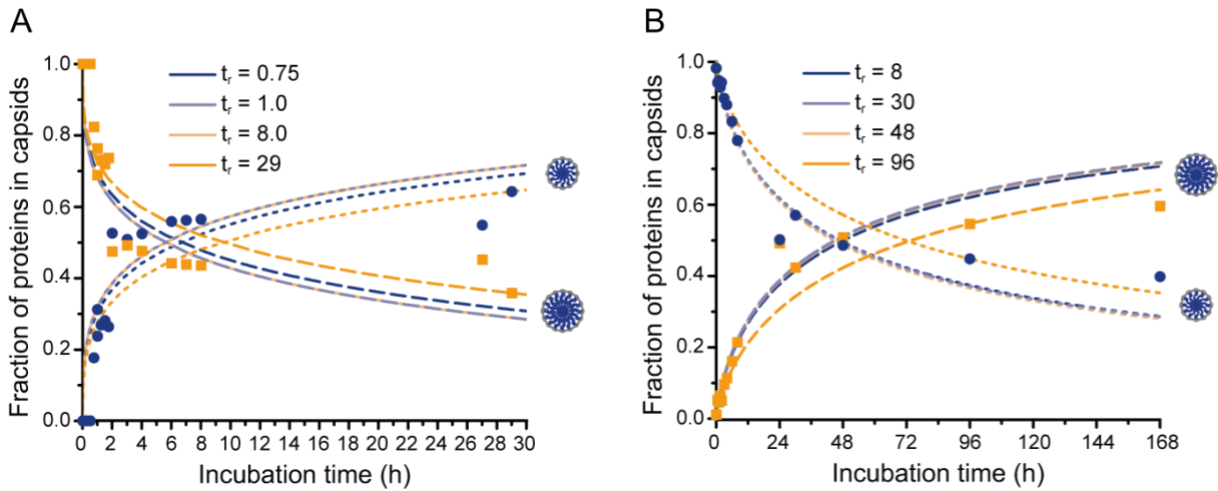 A
Fraction of proteins in capsids
1.0
0.8
0.6
0.4
0.2
0.0
t_r = 0.75
t_r = 1.0
t_r = 8.0
t_r = 29
0 2 4 6 8 10 12 14 16 18 20 22 24 26 28 30
Incubation time (h)
B
Fraction of proteins in capsids
1.0
0.8
0.6
0.4
0.2
0.0
t_r = 8
t_r = 30
t_r = 48
t_r = 96
0 24 48 72 96 120 144 168
Incubation time (h)